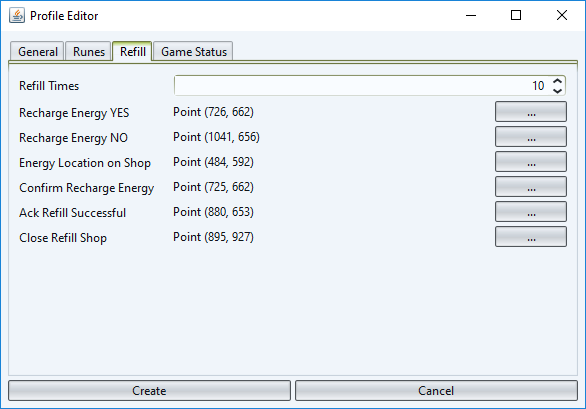 Profile Editor
General Runes Refill Game Status
Refill Times 10
Recharge Energy YES Point (726, 662) ...
Recharge Energy NO Point (1041, 656) ...
Energy Location on Shop Point (484, 592) ...
Confirm Recharge Energy Point (725, 662) ...
Ack Refill Successful Point (880, 653) ...
Close Refill Shop Point (895, 927) ...
Create Cancel